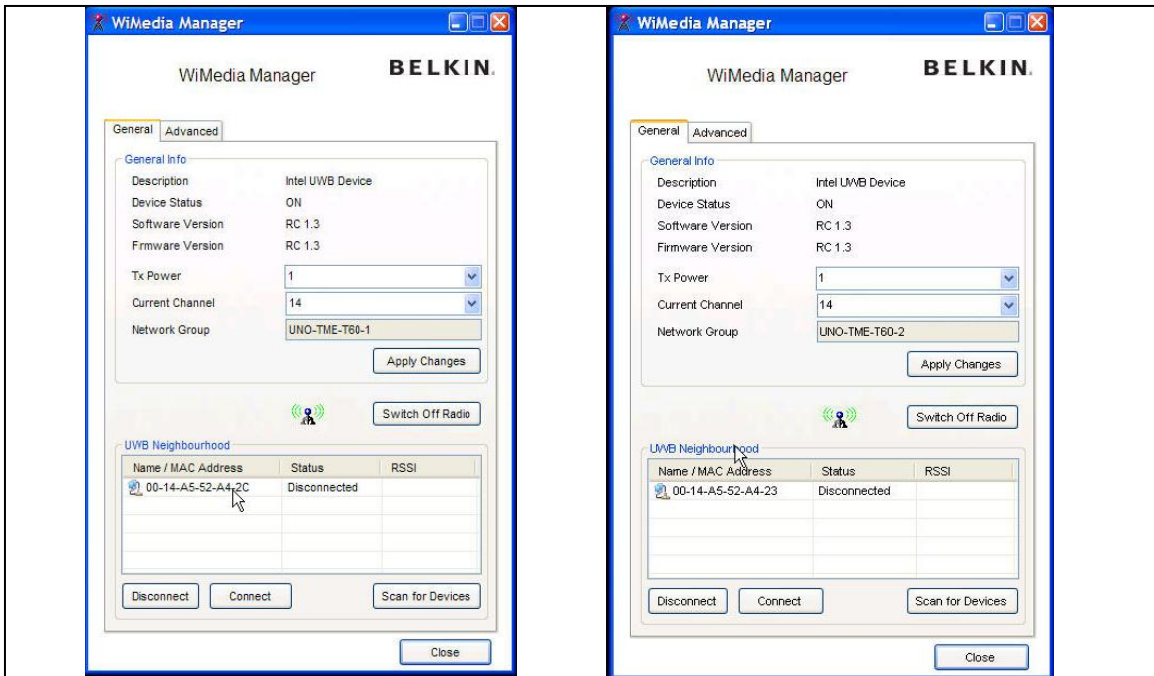 WiMedia Manager
WiMedia Manager
BELKIN.
General Advanced
General Info
Description Intel UWB Device
Device Status ON
Software Version RC 1.3
Firmware Version RC 1.3
Tx Power 1
Current Channel 14
Network Group UNO-TME-T60-1
Apply Changes
Switch Off Radio
UWB Neighbourhood
Name / MAC Address Status RSSI
00-14-A5-52-A4-2C Disconnected
Disconnect Connect Scan for Devices
Close
WiMedia Manager
WiMedia Manager
BELKIN.
General Advanced
General Info
Description Intel UWB Device
Device Status ON
Software Version RC 1.3
Firmware Version RC 1.3
Tx Power 1
Current Channel 14
Network Group UNO-TME-T60-2
Apply Changes
Switch Off Radio
UWB Neighbourhood
Name / MAC Address Status RSSI
00-14-A5-52-A4-23 Disconnected
Disconnect Connect Scan for Devices
Close